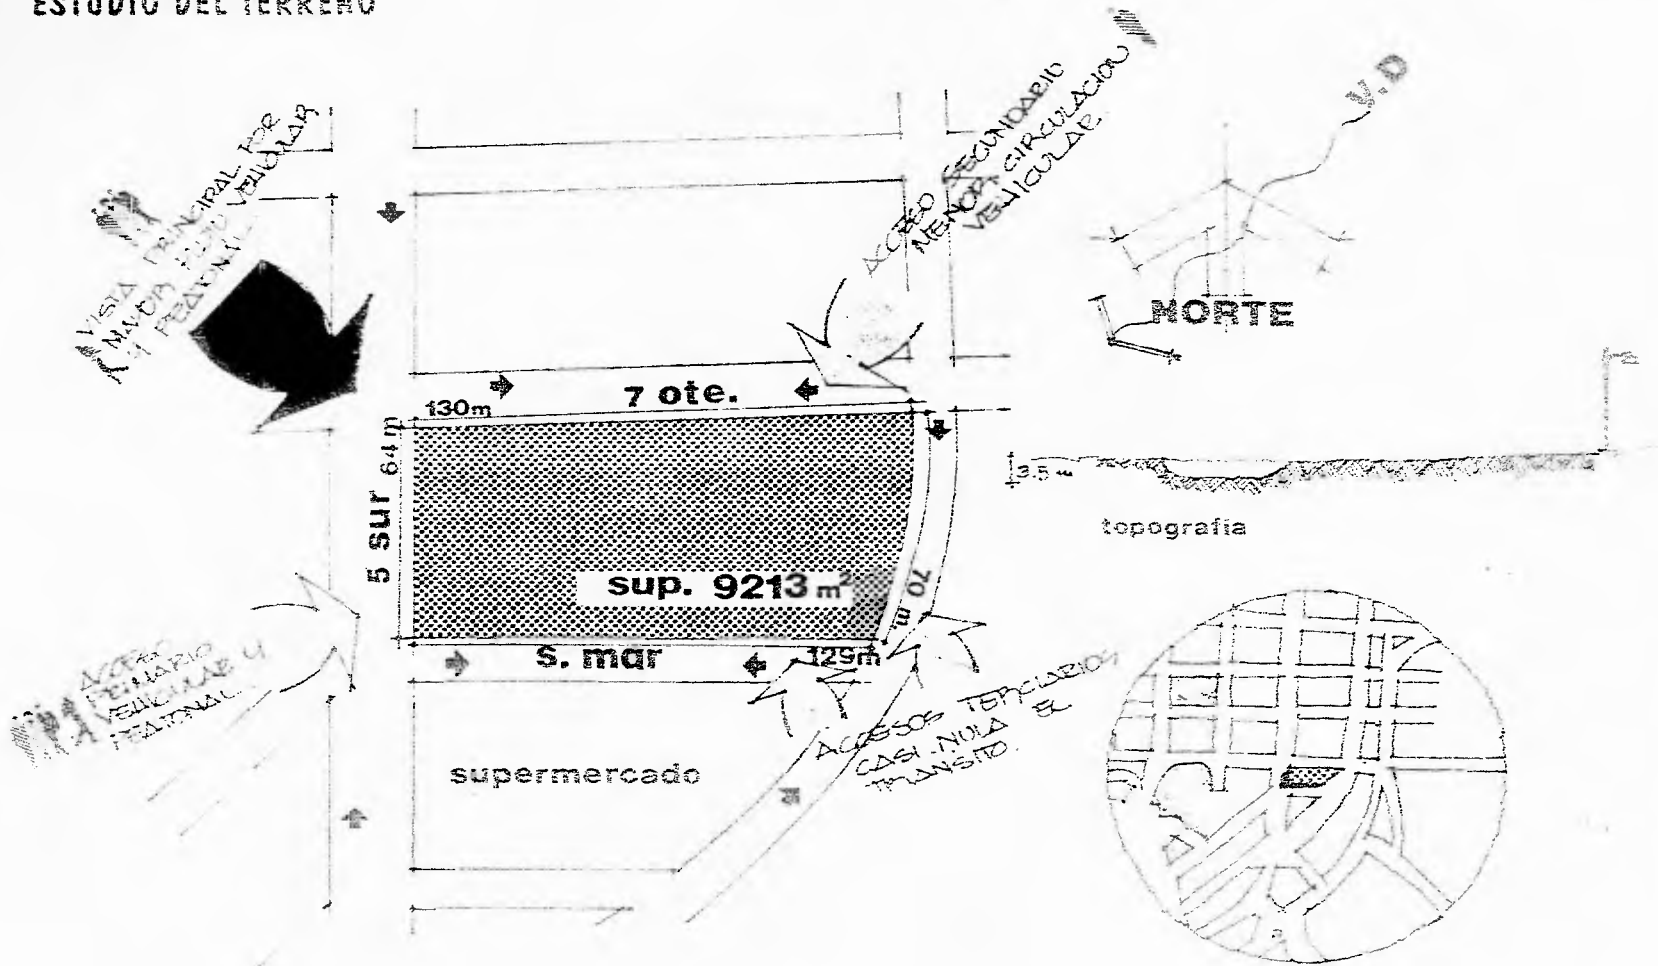 ESTUDIO DEL TERRENO
VISTA PRINCIPAL POR
MAYOR FLUJO VEHICULAR
Y PEATONAL
ACCESO SECUNDARIO
MENOR CIRCULACION
VEHICULAR
V.D
NORTE
7 ote.
130m
5 sur 64m
sup. 9213 m²
70 m.
s. mar
129m
3.5 m
topografia
ACCESO
PRIMARIO
VEHICULAR Y
PEATONAL
ACCESOS TERCIARIOS
CASI NULA EL
TRANSITO.
supermercado